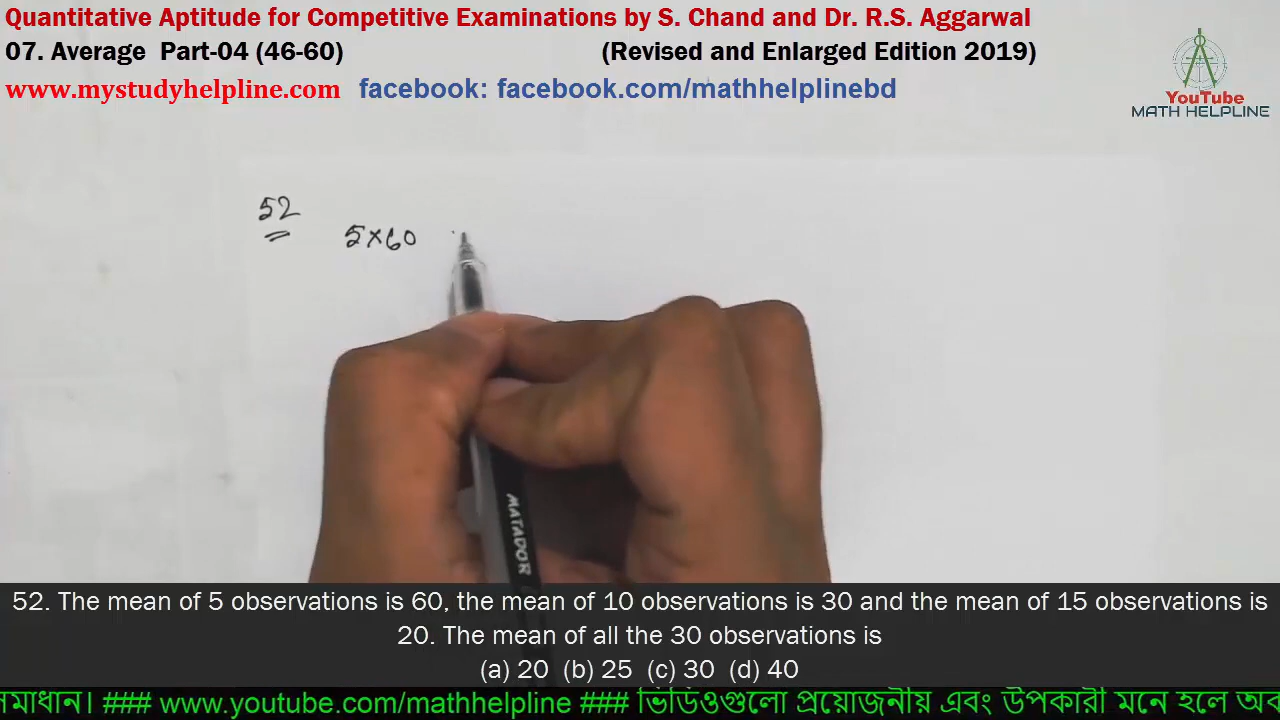 Quantitative Aptitude for Competitive Examinations by S. Chand and Dr. R.S. Aggarwal
07. Average Part-04 (46-60) (Revised and Enlarged Edition 2019)
www.mystudyhelpline.com facebook: facebook.com/mathhelplinebd
YouTube
MATH HELPLINE
52
5×60
MATADOR
52. The mean of 5 observations is 60, the mean of 10 observations is 30 and the mean of 15 observations is
20. The mean of all the 30 observations is
(a) 20 (b) 25 (c) 30 (d) 40
সমাধান। ### www.youtube.com/mathhelpline ### ভিডিওগুলো প্রয়োজনীয় এবং উপকারী মনে হলে অব